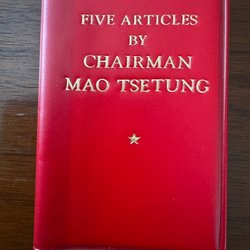 FIVE ARTICLES
BY
CHAIRMAN
MAO TSETUNG